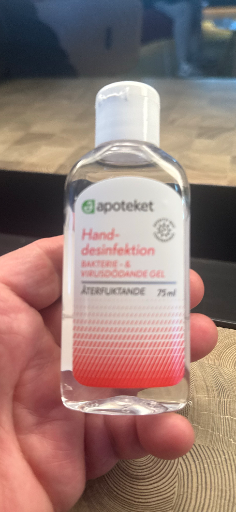 apoteket
Hand-
desinfektion
BAKTERIE- &
VIRUSDÖDANDE GEL
ÅTERFUKTANDE 75 ml